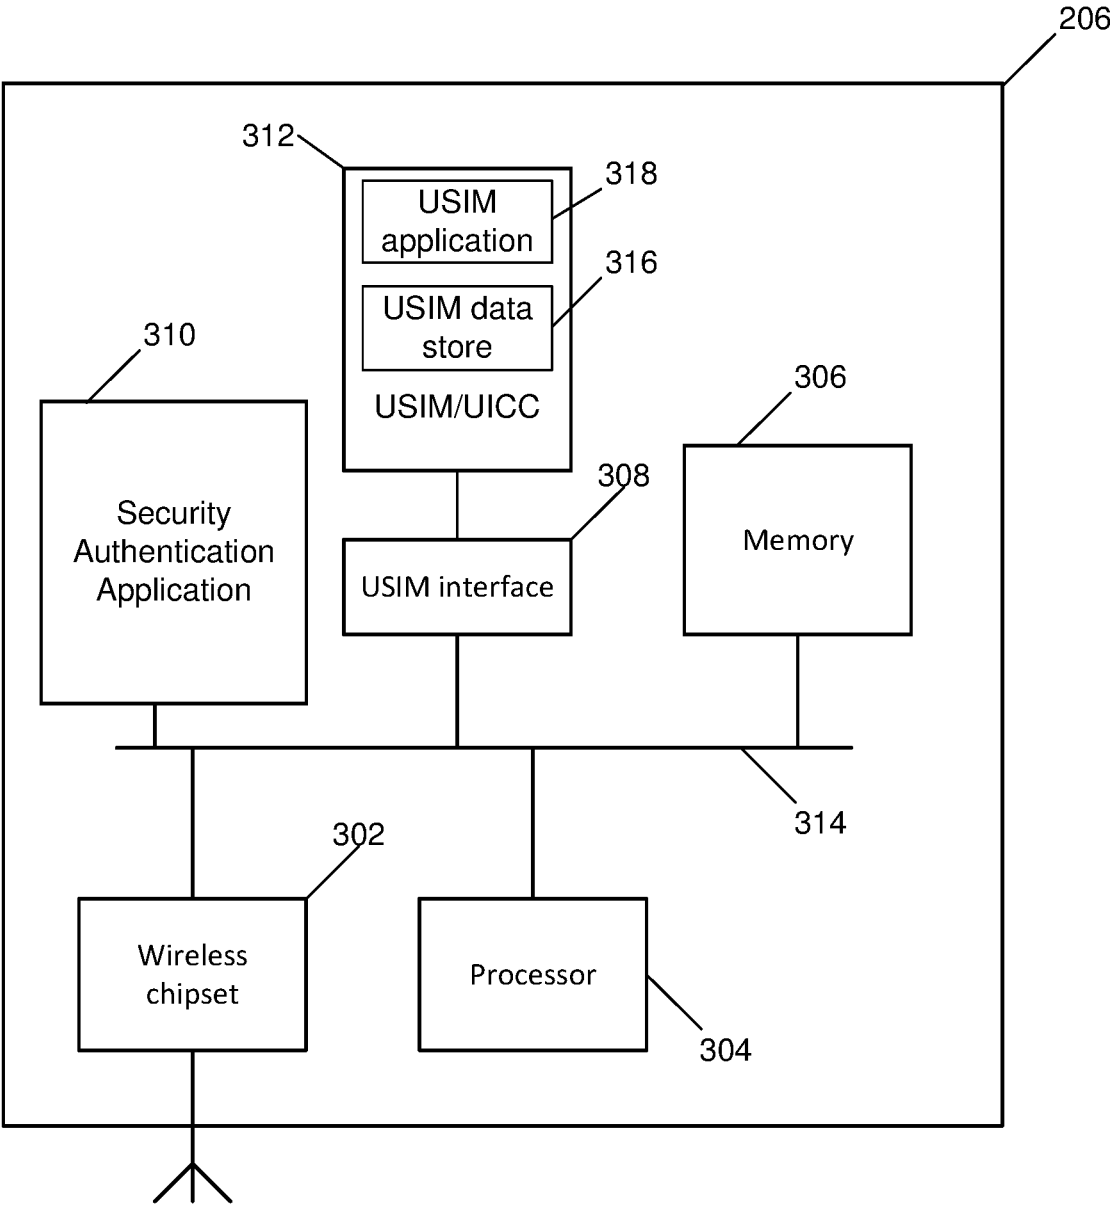 206
312
USIM
application
318
316
USIM data
store
USIM/UICC
310
306
308
Security
Authentication
Application
USIM interface
Memory
314
302
Wireless
chipset
Processor
304